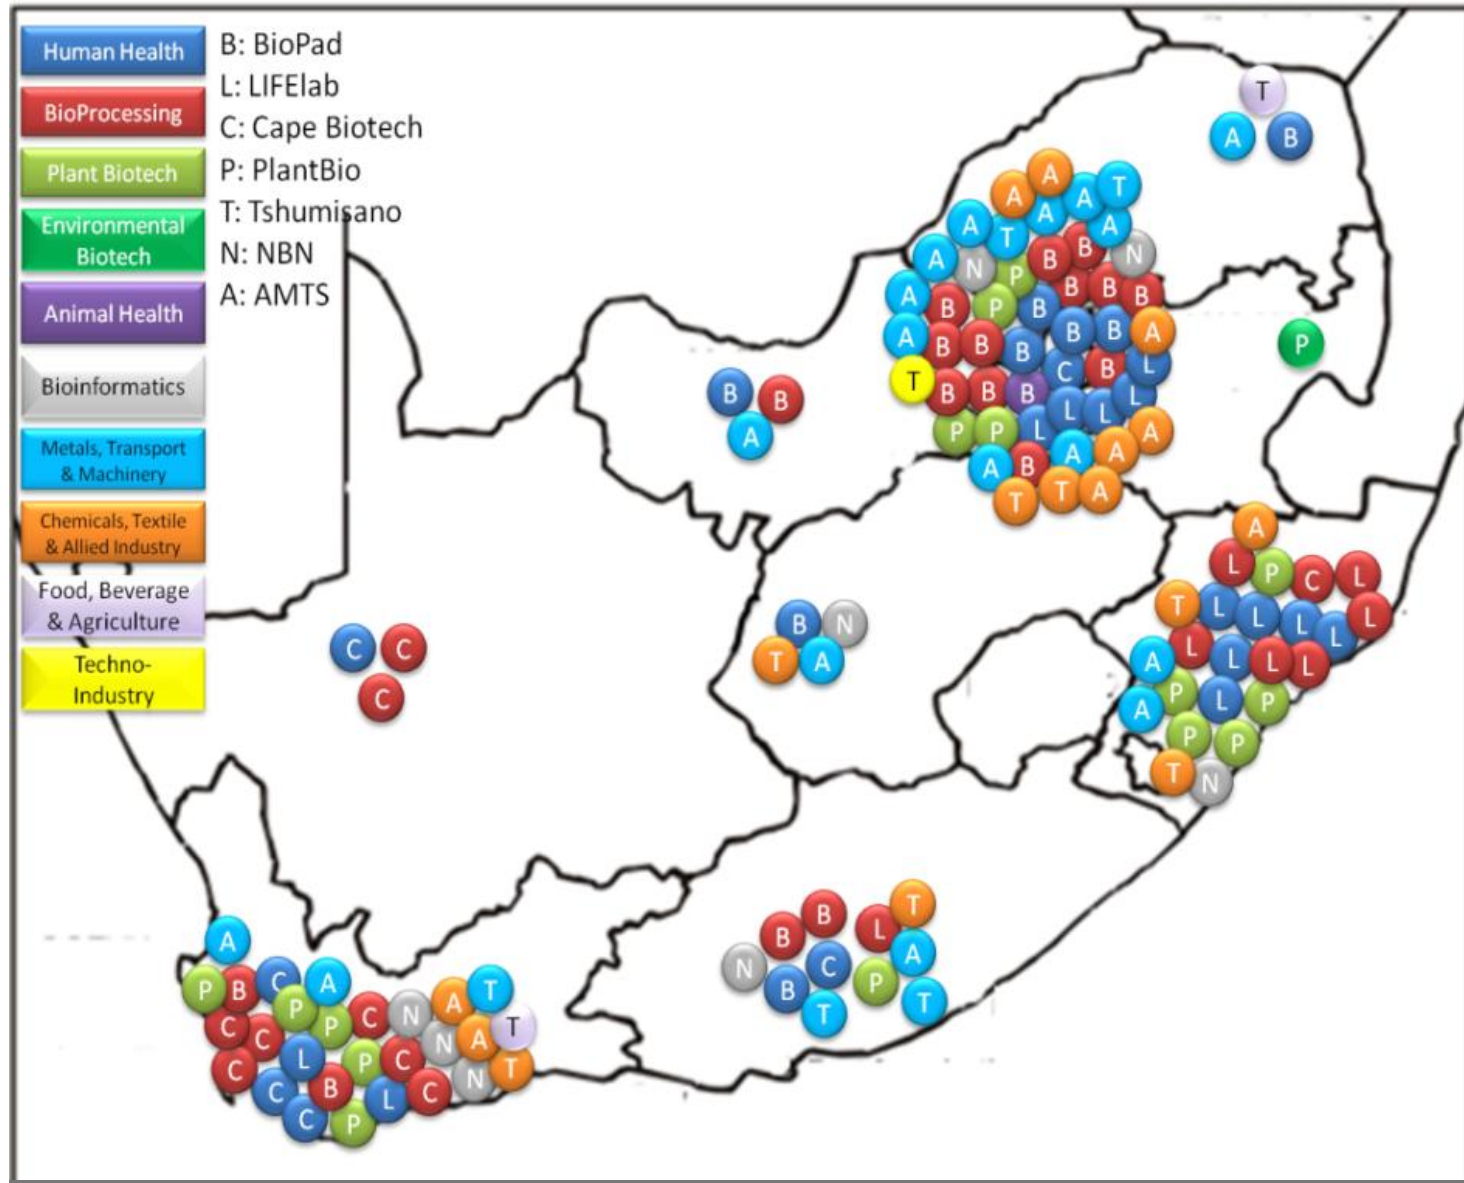 Human Health
BioProcessing
Plant Biotech
Environmental
Biotech
Animal Health
Bioinformatics
Metals, Transport
& Machinery
Chemicals, Textile
& Allied Industry
Food, Beverage
& Agriculture
Techno-
Industry
B: BioPad
L: LIFElab
C: Cape Biotech
P: PlantBio
T: Tshumisano
N: NBN
A: AMTS
T
A B
A
A T
A
A A
A T A
A N P B B N
A B P B B B B
A B B B B B A
T B B B C B L
P P L L L L
A B A A A
T T A
P
B B
A
B N
T A
C C
C
A
L P C L
T L L L L L
A L L L L
A P L P
P P
T N
B B L T
N B C P A
T T
A
P B C P A P C N A T
C C L P C N A T
C C B L C N T
C P